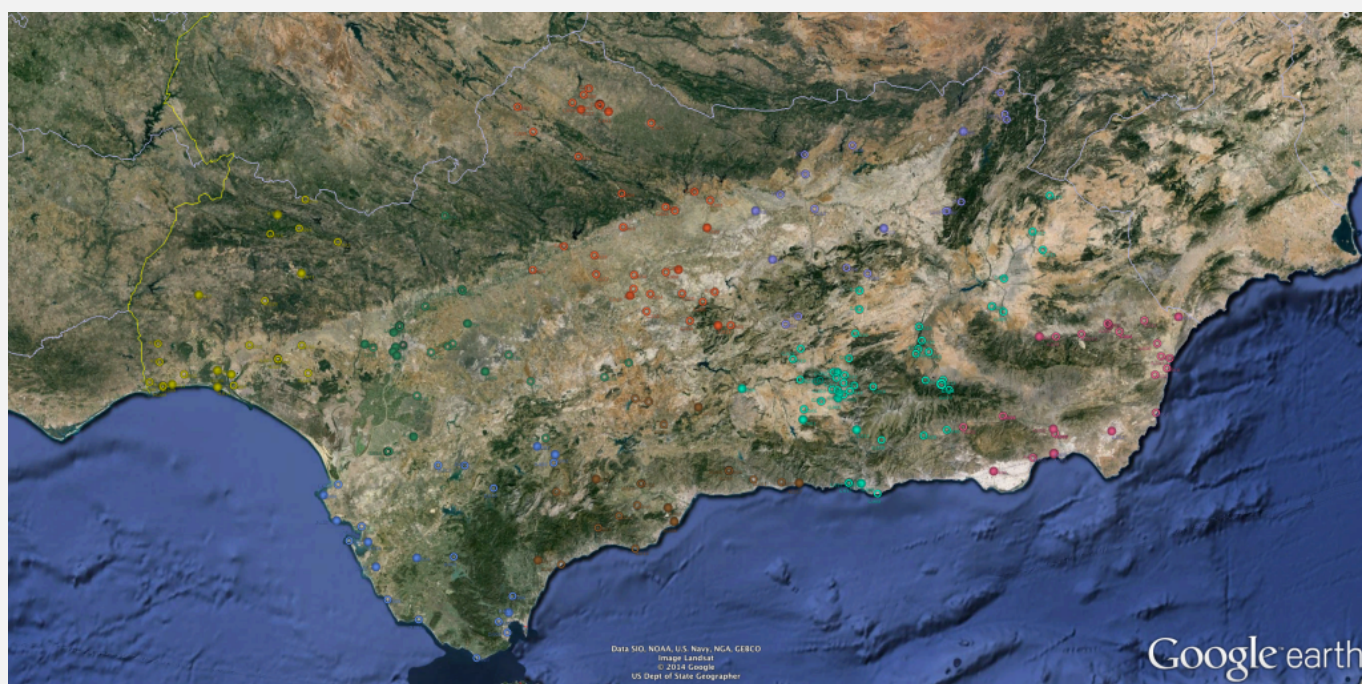 Data SIO, NOAA, U.S. Navy, NGA, GEBCO
Image Landsat
© 2014 Google
US Dept of State Geographer
Google earth